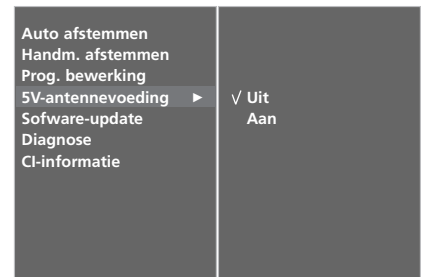 Auto afstemmen
Handm. afstemmen
Prog. bewerking
5V-antennevoeding ►
Sofware-update
Diagnose
CI-informatie
√ Uit
Aan